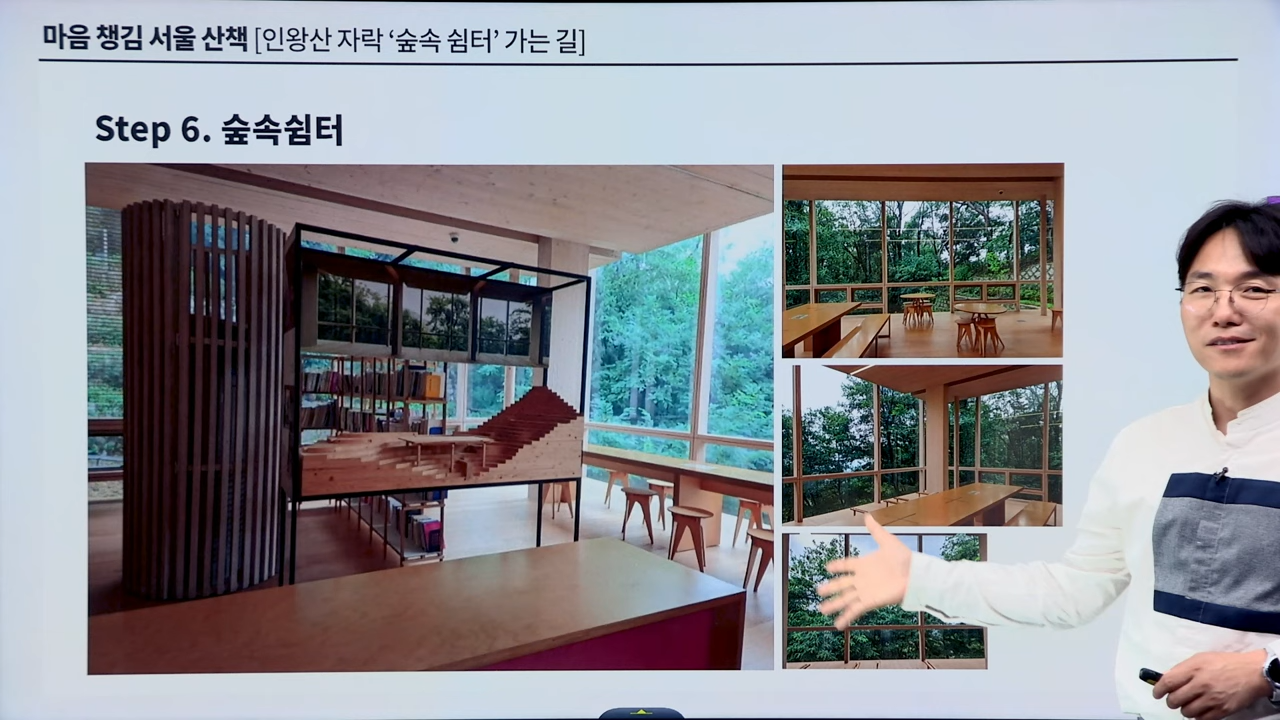 마음 챙김 서울 산책 [인왕산 자락 ‘숲속 쉼터’ 가는 길]
Step 6. 숲속쉼터